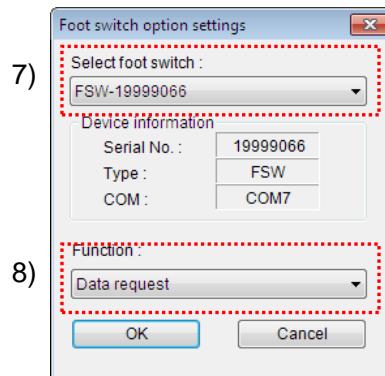 Foot switch option settings
7)
Select foot switch :
FSW-19999066
Device information
Serial No. : 19999066
Type : FSW
COM : COM7
8)
Function :
Data request
OK Cancel